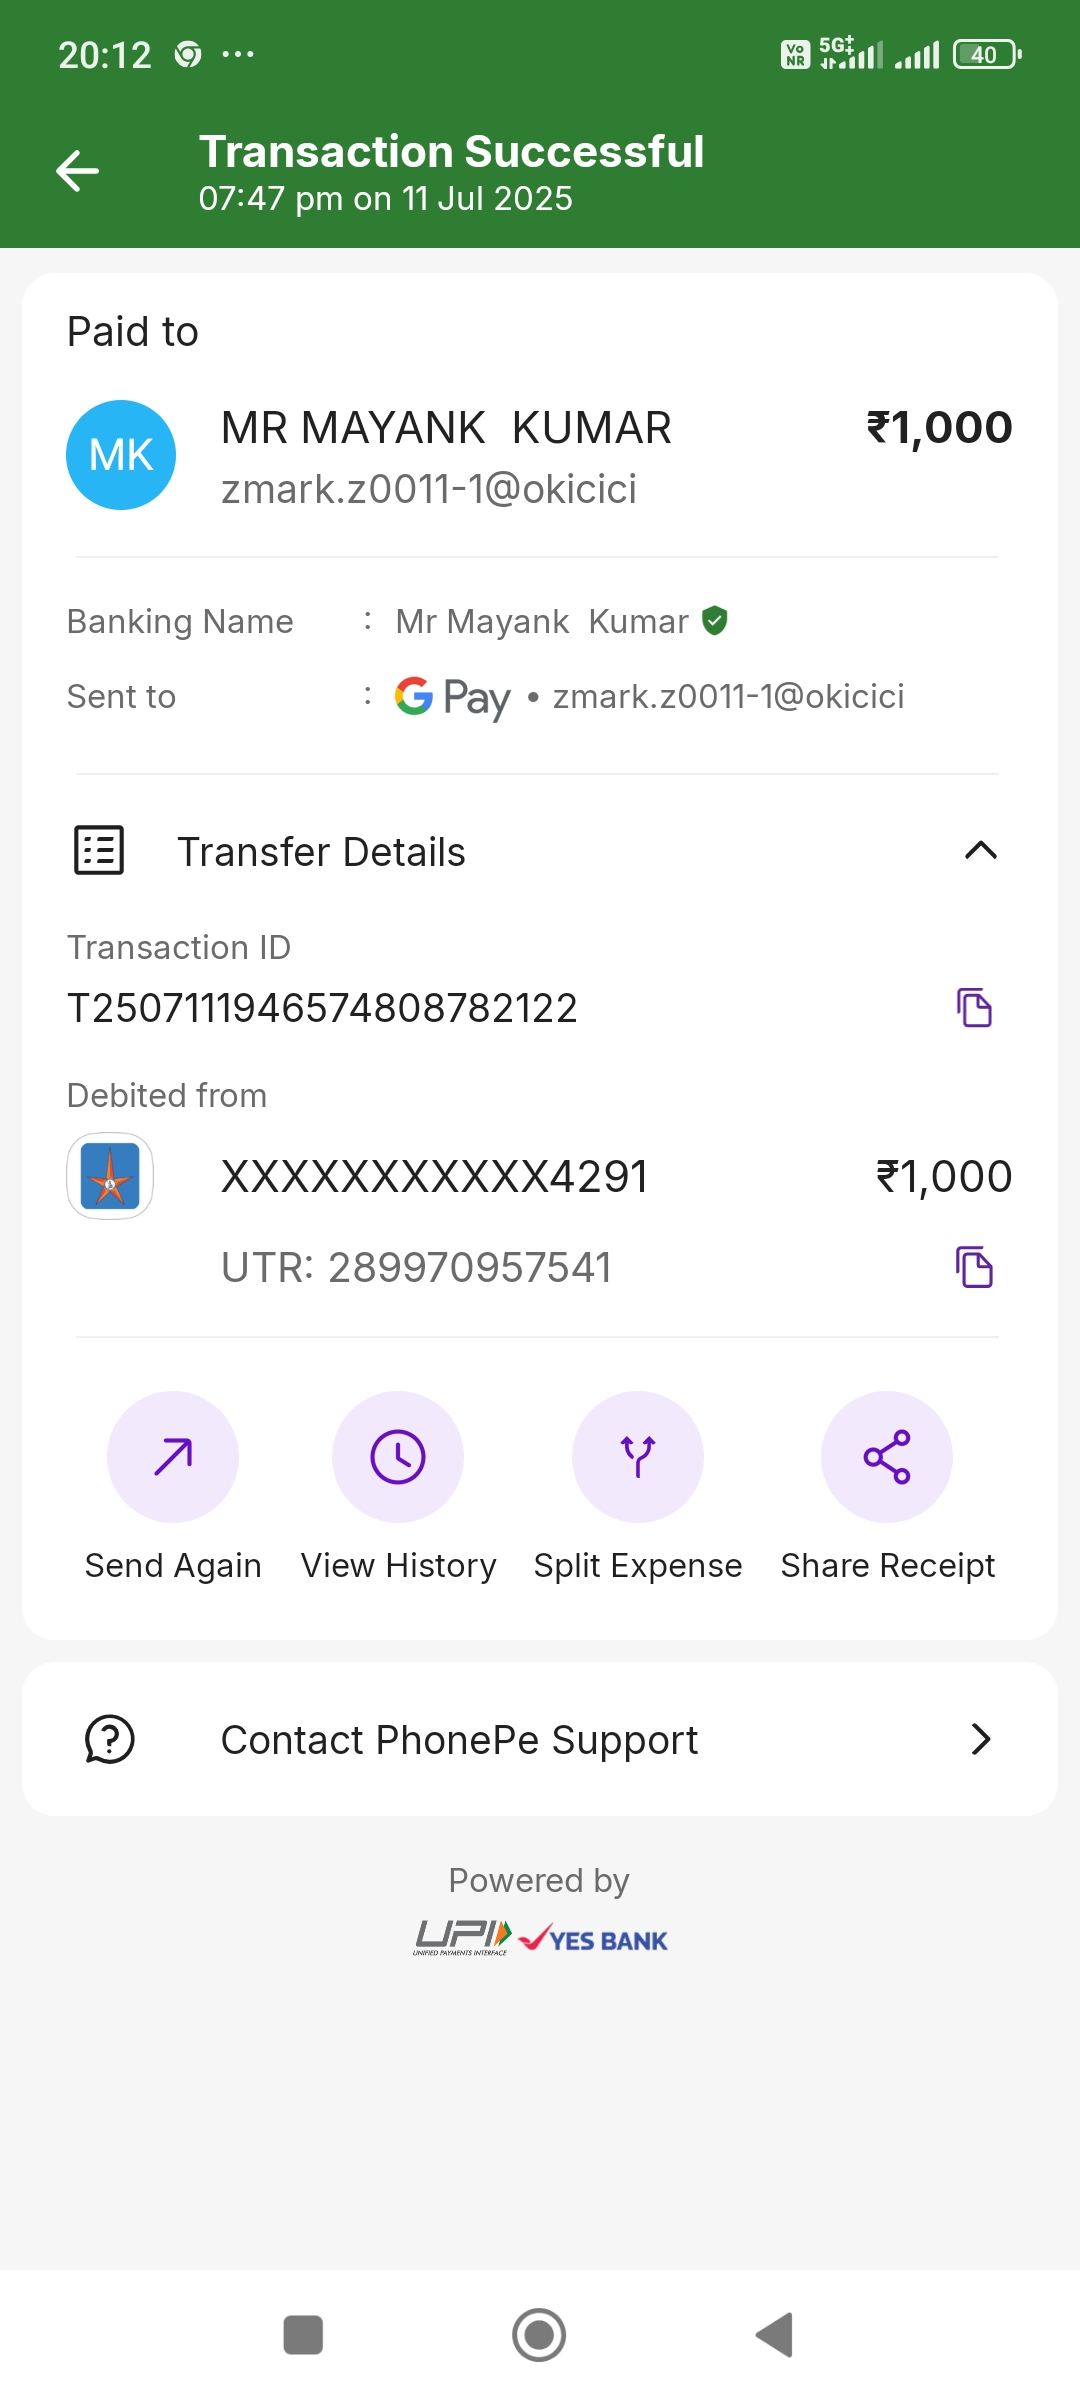 20:12 ... Vo NR 5G++ 40
Transaction Successful
07:47 pm on 11 Jul 2025
Paid to
MK MR MAYANK  KUMAR ₹1,000
zmark.z0011-1@okicici
Banking Name : Mr Mayank  Kumar
Sent to : G Pay • zmark.z0011-1@okicici
Transfer Details
Transaction ID
T2507111946574808782122
Debited from
XXXXXXXXXXX4291 ₹1,000
UTR: 289970957541
Send Again View History Split Expense Share Receipt
Contact PhonePe Support
Powered by
UPI YES BANK
UNIFIED PAYMENTS INTERFACE